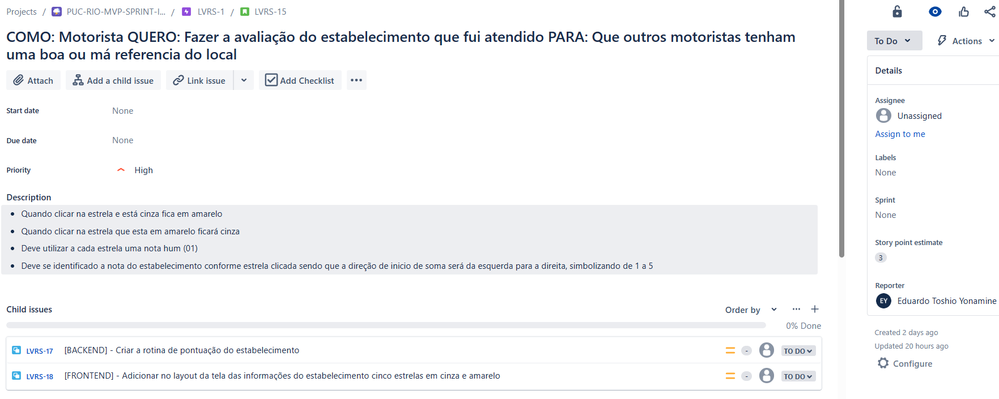 Projects / PUC-RIO-MVP-SPRINT-I... / LVRS-1 / LVRS-15
COMO: Motorista QUERO: Fazer a avaliação do estabelecimento que fui atendido PARA: Que outros motoristas tenham
uma boa ou má referencia do local
Attach Add a child issue Link issue Add Checklist
Start date None
Due date None
Priority High
Description
• Quando clicar na estrela e está cinza fica em amarelo
• Quando clicar na estrela que esta em amarelo ficará cinza
• Deve utilizar a cada estrela uma nota hum (01)
• Deve se identificado a nota do estabelecimento conforme estrela clicada sendo que a direção de inicio de soma será da esquerda para a direita, simbolizando de 1 a 5
Child issues Order by
0% Done
LVRS-17 [BACKEND] - Criar a rotina de pontuação do estabelecimento - TO DO
LVRS-18 [FRONTEND] - Adicionar no layout da tela das informações do estabelecimento cinco estrelas em cinza e amarelo - TO DO
To Do Actions
Details
Assignee
Unassigned
Assign to me
Labels
None
Sprint
None
Story point estimate
3
Reporter
EY Eduardo Toshio Yonamine
Created 2 days ago
Updated 20 hours ago
Configure